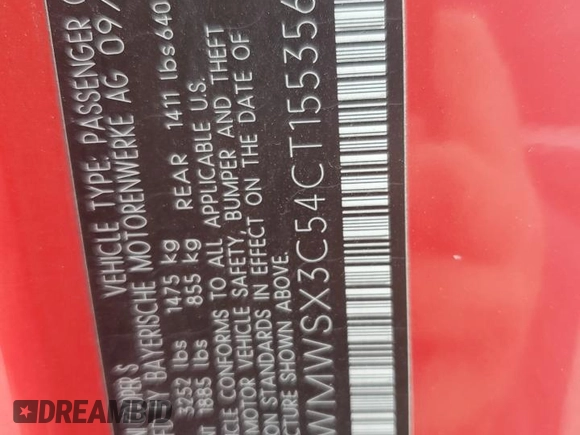 VEHICLE TYPE: PASSENGER
BAYERISCHE MOTORENWERKE AG 09/
3252 lbs 1475 kg REAR 1411 lbs 640
1885 lbs 855 kg
VEHICLE CONFORMS TO ALL APPLICABLE U.S.
MOTOR VEHICLE SAFETY, BUMPER AND THEFT
IN EFFECT ON THE DATE OF
SHOWN ABOVE.
WMWSX3C54CT15535
DREAMBID